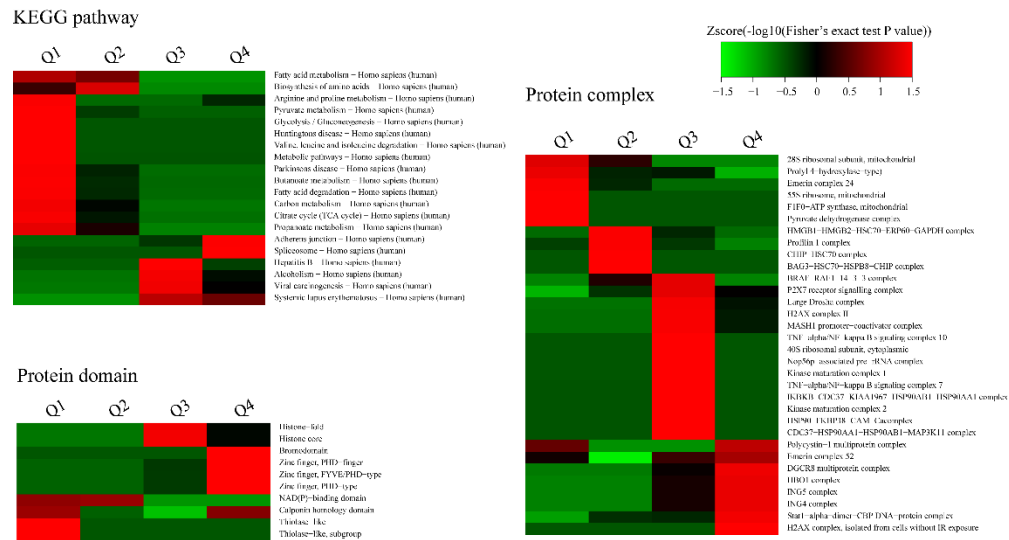 KEGG pathway
Q1 Q2 Q3 Q4
Fatty acid metabolism − Homo sapiens (human)
Biosynthesis of amino acids − Homo sapiens (human)
Arginine and proline metabolism − Homo sapiens (human)
Pyruvate metabolism − Homo sapiens (human)
Glycolysis / Gluconeogenesis − Homo sapiens (human)
Huntingtons disease − Homo sapiens (human)
Valine, leucine and isoleucine degradation − Homo sapiens (human)
Metabolic pathways − Homo sapiens (human)
Parkinsons disease − Homo sapiens (human)
Butanoate metabolism − Homo sapiens (human)
Fatty acid degradation − Homo sapiens (human)
Carbon metabolism − Homo sapiens (human)
Citrate cycle (TCA cycle) − Homo sapiens (human)
Propanoate metabolism − Homo sapiens (human)
Adherens junction − Homo sapiens (human)
Spliceosome − Homo sapiens (human)
Hepatitis B − Homo sapiens (human)
Alcoholism − Homo sapiens (human)
Viral carcinogenesis − Homo sapiens (human)
Systemic lupus erythematosus − Homo sapiens (human)
Protein domain
Q1 Q2 Q3 Q4
Histone−fold
Histone core
Bromodomain
Zinc finger, PHD−finger
Zinc finger, FYVE/PHD−type
Zinc finger, PHD−type
NAD(P)−binding domain
Calponin homology domain
Thiolase−like
Thiolase−like, subgroup
Zscore(-log10(Fisher's exact test P value))
−1.5 −1 −0.5 0 0.5 1 1.5
Protein complex
Q1 Q2 Q3 Q4
28S ribosomal subunit, mitochondrial
Prolyl 4−hydroxylase−type)
Emerin complex 24
55S ribosome, mitochondrial
F1F0−ATP synthase, mitochondrial
Pyruvate dehydrogenase complex
HMGB1−HMGB2−HSC70−ERP60−GAPDH complex
Profilin 1 complex
CHIP HSC70 complex
BAG3−HSC70−HSPB8−CHIP complex
BRAF RAF1 14 3 3 complex
P2X7 receptor signalling complex
Large Drosha complex
H2AX complex II
MASH1 promoter−coactivator complex
TNF alpha/NF kappa B signaling complex 10
40S ribosomal subunit, cytoplasmic
Nop56p associated pre rRNA complex
Kinase maturation complex 1
TNF−alpha/NF−kappa B signaling complex 7
IKBKB CDC37 KIAA1967 HSP90AB1 HSP90AA1 complex
Kinase maturation complex 2
HSP90 FKBP38 CAM Ca complex
CDC37−HSP90AA1−HSP90AB1−MAP3K11 complex
Polycystin−1 multiprotein complex
Emerin complex 52
DGCR8 multiprotein complex
HBO1 complex
ING5 complex
ING4 complex
Stat1−alpha−dimer−CBP DNA−protein complex
H2AX complex, isolated from cells without IR exposure